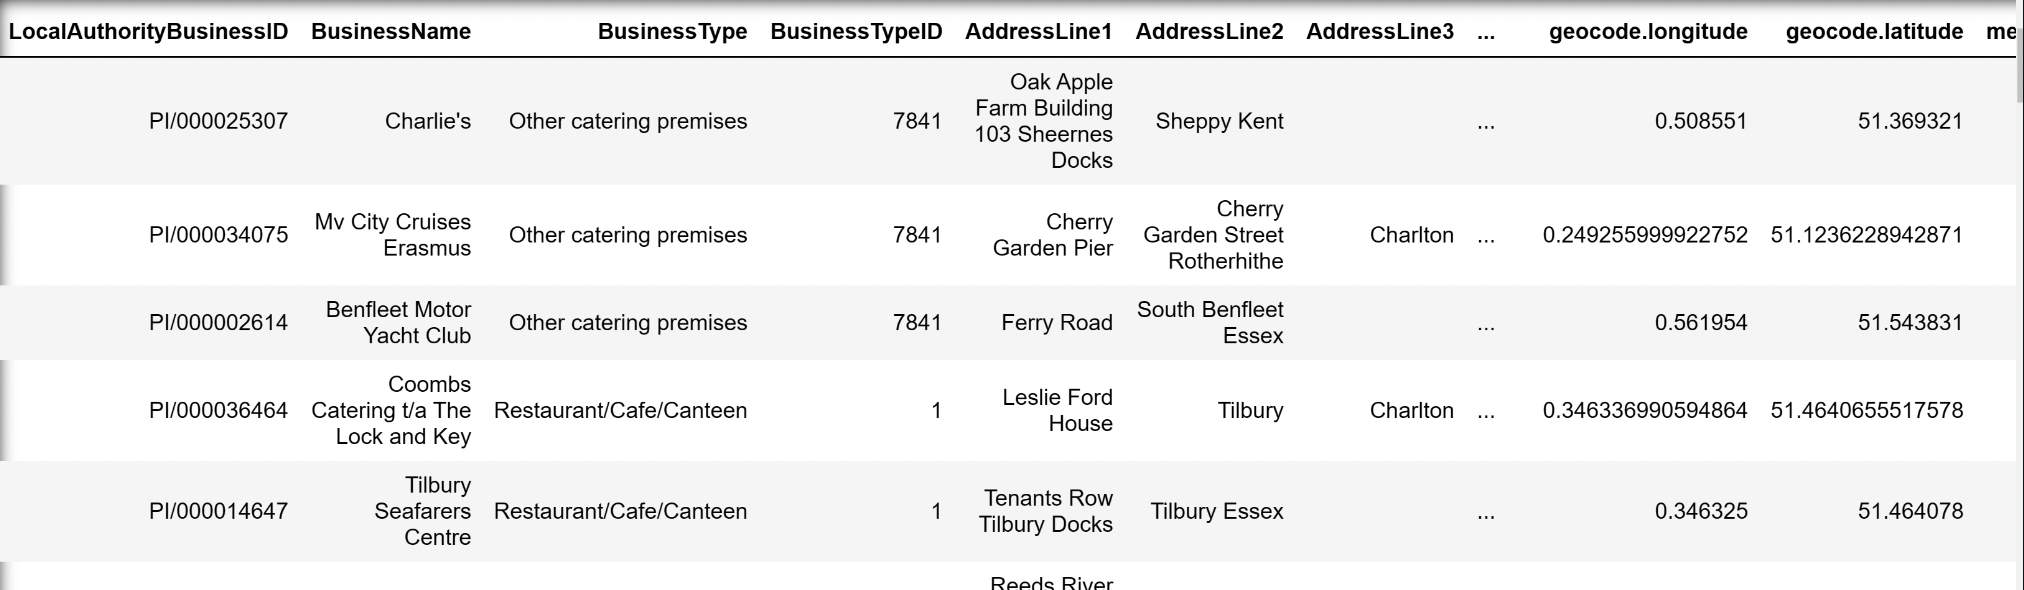 LocalAuthorityBusinessID BusinessName BusinessType BusinessTypeID AddressLine1 AddressLine2 AddressLine3 ... geocode.longitude geocode.latitude me
Oak Apple
Farm Building
103 Sheernes
Docks
PI/000025307 Charlie's Other catering premises 7841 Sheppy Kent ... 0.508551 51.369321
Mv City Cruises
Erasmus
PI/000034075 Other catering premises 7841
Cherry
Garden Pier
Cherry
Garden Street
Rotherhithe
Charlton ... 0.249255999922752 51.1236228942871
Benfleet Motor
Yacht Club
PI/000002614 Other catering premises 7841 Ferry Road
South Benfleet
Essex
... 0.561954 51.543831
Coombs
Catering t/a The
Lock and Key
PI/000036464 Restaurant/Cafe/Canteen 1
Leslie Ford
House
Tilbury Charlton ... 0.346336990594864 51.4640655517578
Tilbury
Seafarers
Centre
PI/000014647 Restaurant/Cafe/Canteen 1
Tenants Row
Tilbury Docks
Tilbury Essex ... 0.346325 51.464078
Reeds River